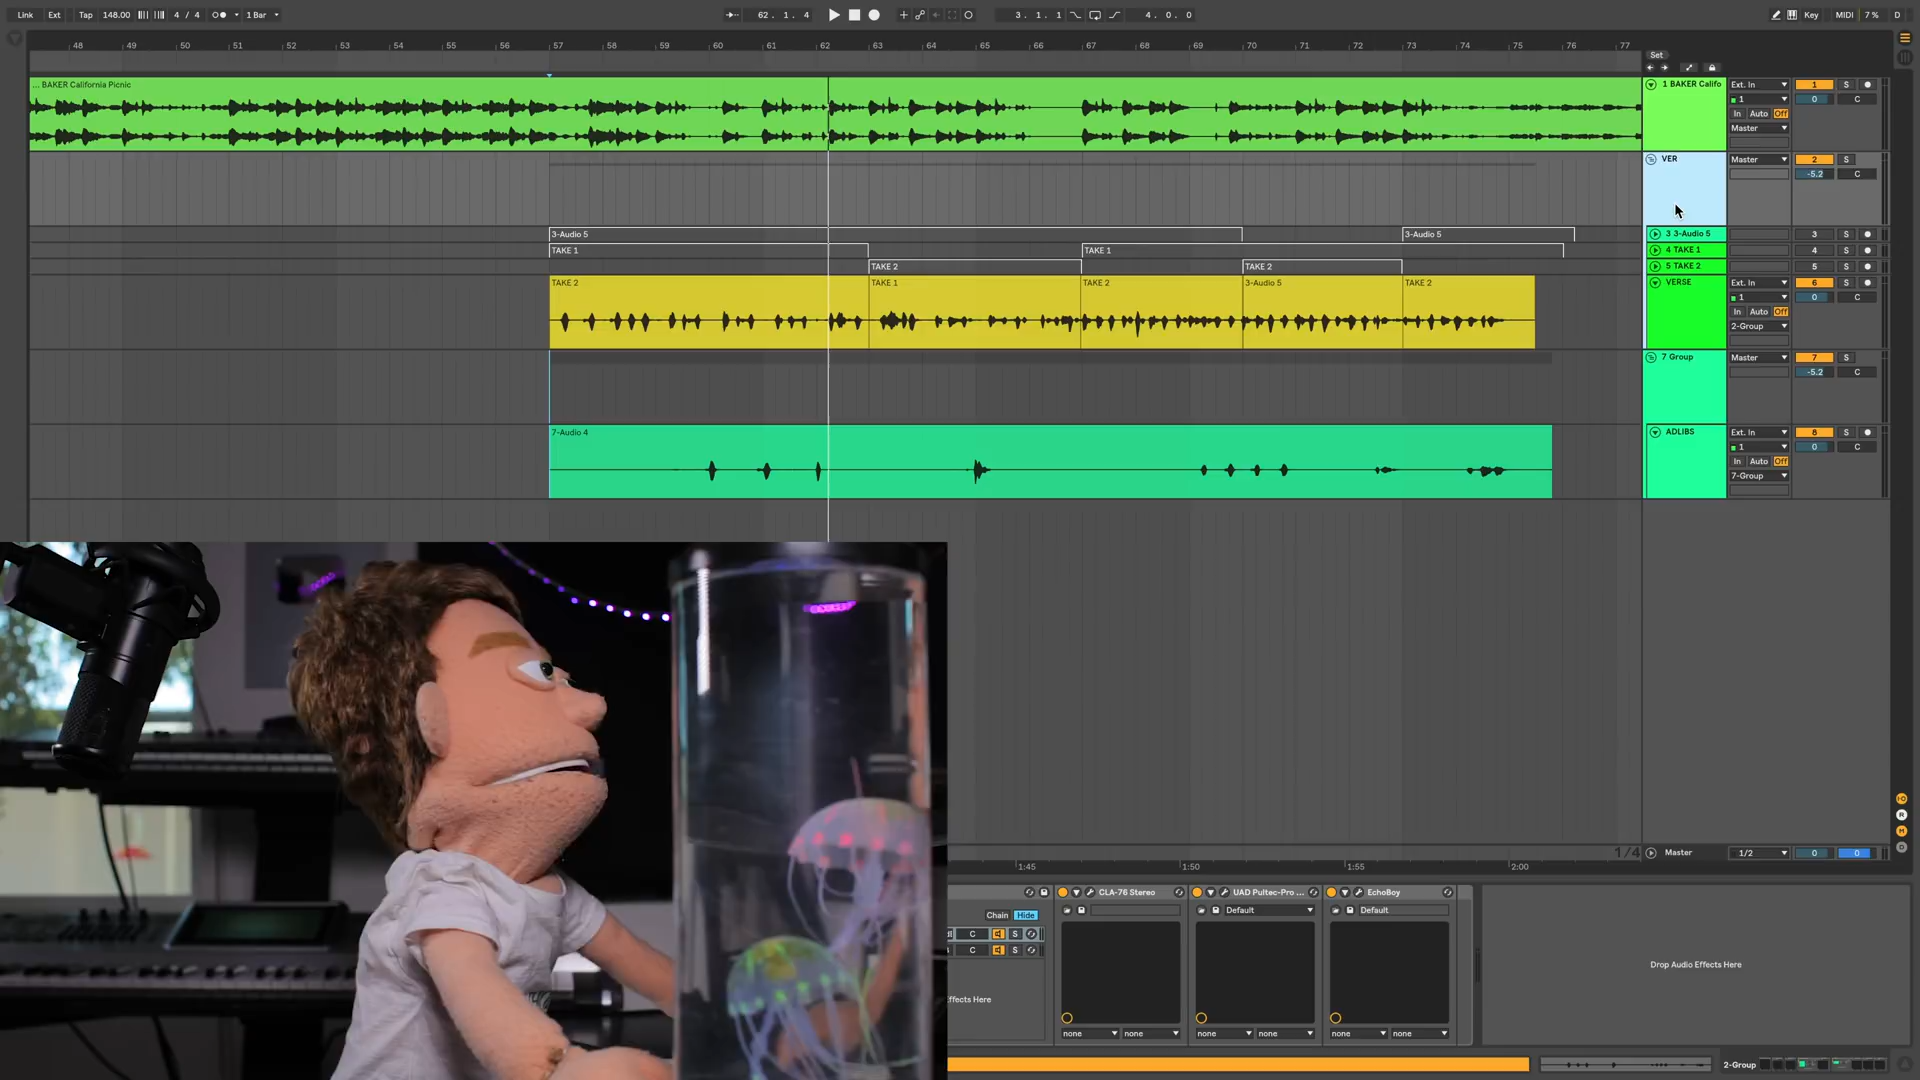 Link Ext Tap 148.00 4 / 4 1 Bar 62 . 1 . 4 3 . 1 . 1 4 . 0 . 0 Key MIDI 7 % D
48 49 50 51 52 53 54 55 56 57 58 59 60 61 62 63 64 65 66 67 68 69 70 71 72 73 74 75 76 77
Set
... BAKER California Picnic
1 BAKER Califo Ext. In 1 S
1 0 C
In Auto Off
Master
VER Master 2 S
-5.2 C
3-Audio 5 3-Audio 5 3 3-Audio 5 3
TAKE 1 TAKE 1 4 TAKE 1 4
TAKE 2 TAKE 2 5 TAKE 2 5
TAKE 2 TAKE 1 TAKE 2 3-Audio 5 TAKE 2 VERSE Ext. In 6 S
1 0 C
In Auto Off
2-Group
7 Group Master 7 S
-5.2 C
7-Audio 4 ADLIBS Ext. In 8 S
1 0 C
In Auto Off
7-Group
1/4 Master 1/2 0 0
1:45 1:50 1:55 2:00
CLA-76 Stereo UAD Pultec-Pro ... EchoBoy
Chain Hide Default Default
C S
C S
Drop Audio Effects Here
ffects Here
none none none none none none
2-Group